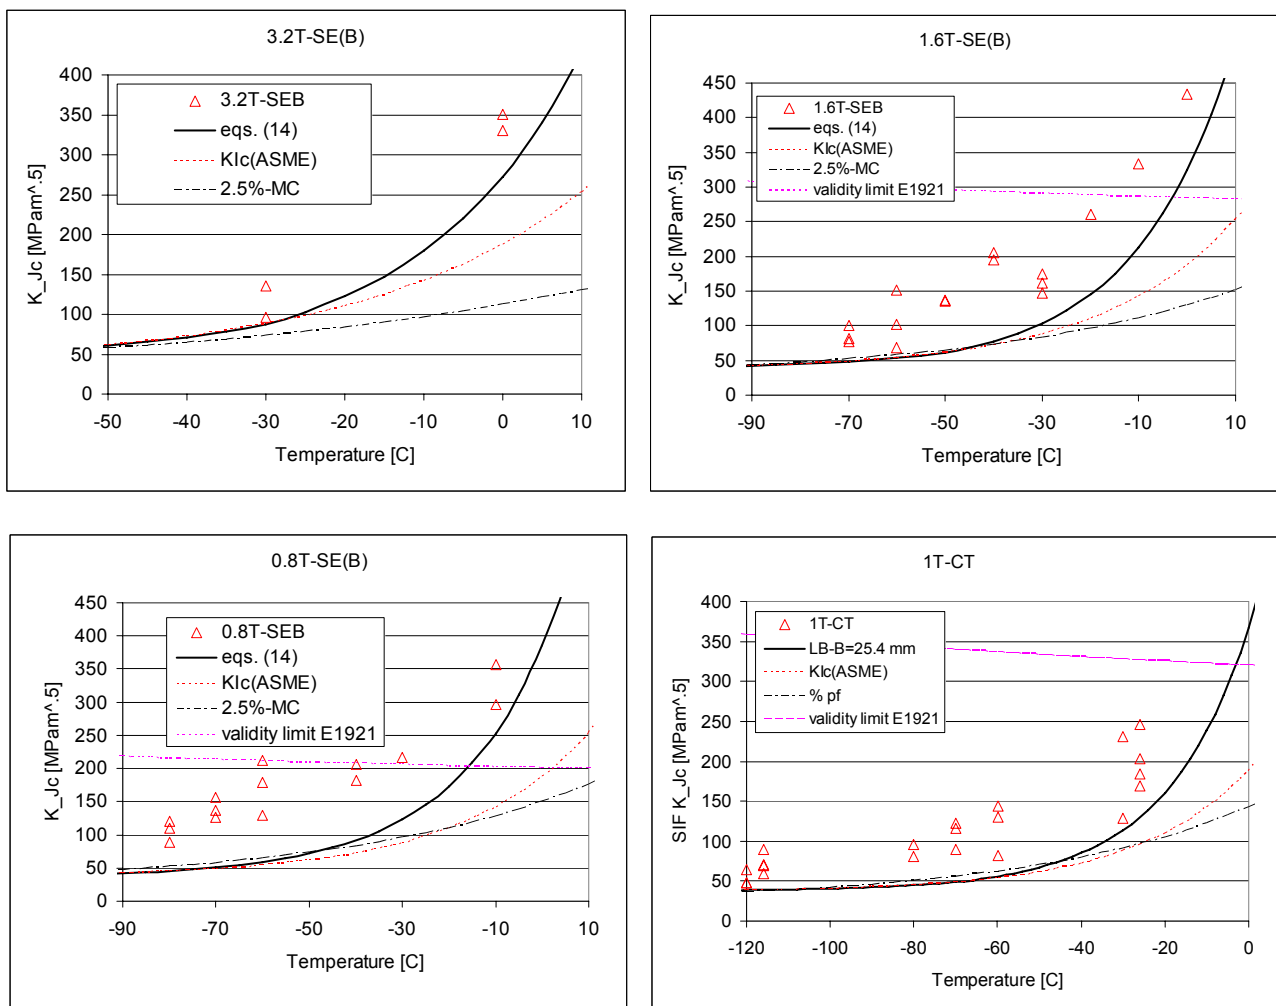 3.2T-SE(B)
400
350
300
250
200
150
100
50
0
K_Jc [MPam^.5]
3.2T-SEB
eqs. (14)
KIc(ASME)
2.5%-MC
-50 -40 -30 -20 -10 0 10
Temperature [C]
1.6T-SE(B)
450
400
350
300
250
200
150
100
50
0
K_Jc [MPam^.5]
1.6T-SEB
eqs. (14)
KIc(ASME)
2.5%-MC
validity limit E1921
-90 -70 -50 -30 -10 10
Temperature [C]
0.8T-SE(B)
450
400
350
300
250
200
150
100
50
0
K_Jc [MPam^.5]
0.8T-SEB
eqs. (14)
KIc(ASME)
2.5%-MC
validity limit E1921
-90 -70 -50 -30 -10 10
Temperature [C]
1T-CT
400
350
300
250
200
150
100
50
0
SIF K_Jc [MPam^.5]
1T-CT
LB-B=25.4 mm
KIc(ASME)
% pf
validity limit E1921
-120 -100 -80 -60 -40 -20 0
Temperature [C]